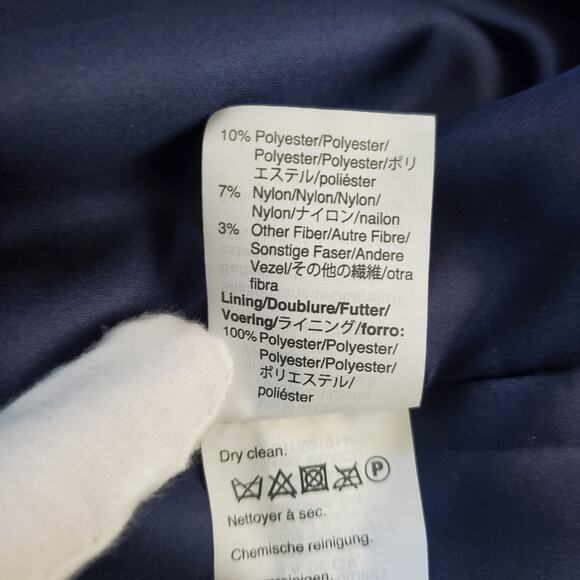 10% Polyester/Polyester/
Polyester/Polyester/ポリ
エステル/poliéster
7% Nylon/Nylon/Nylon/
Nylon/ナイロン/nailon
3% Other Fiber/Autre Fibre/
Sonstige Faser/Andere
Vezel/その他の繊維/otra
fibra
Lining/Doublure/Futter/
Voering/ライニング/forro:
100% Polyester/Polyester/
Polyester/Polyester/
ポリエステル/
poliéster
Dry clean.
P
Nettoyer à sec.
Chemische reinigung.